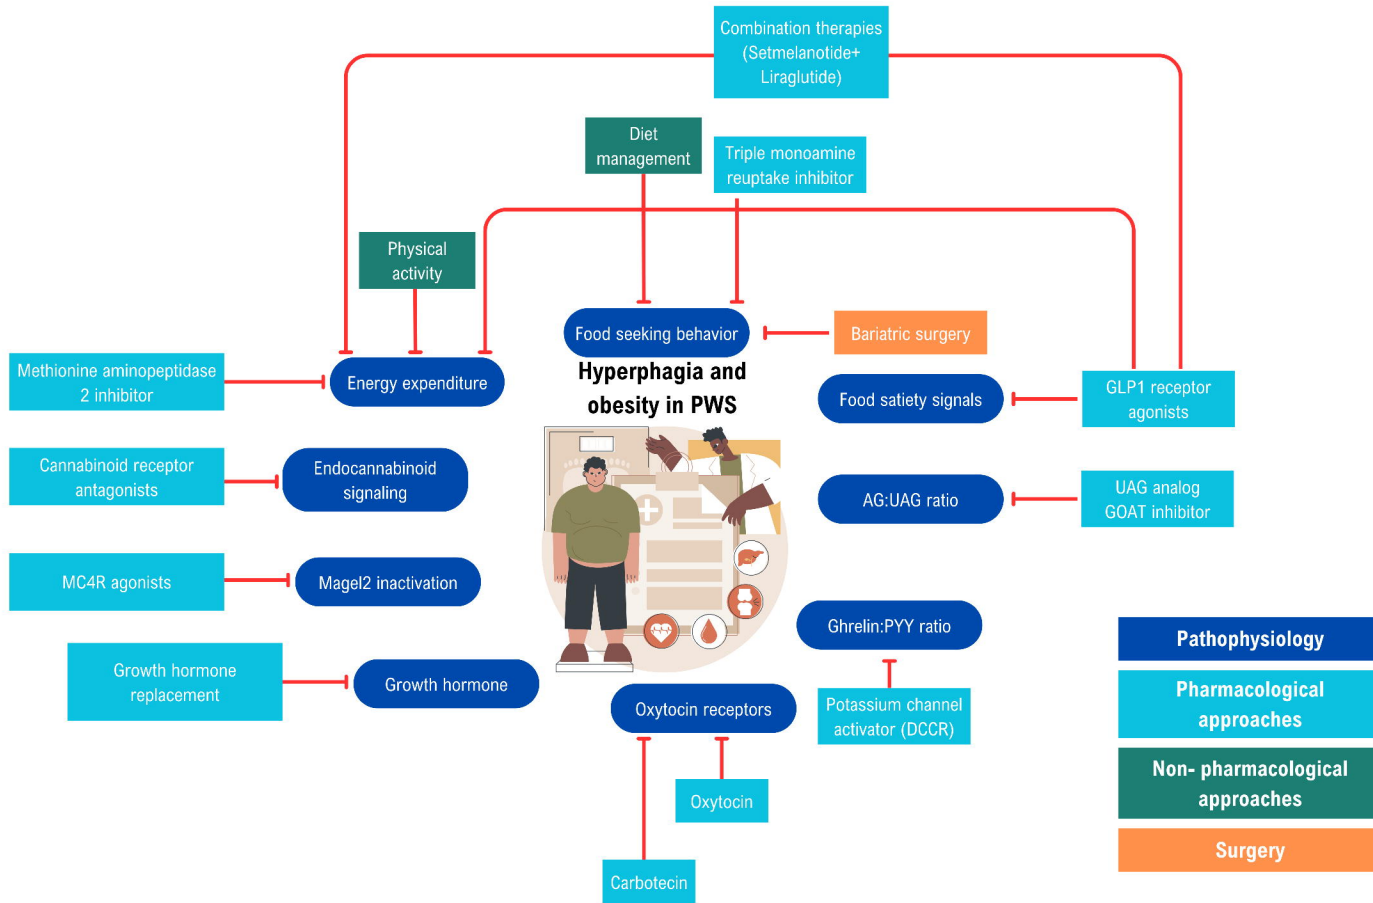 Combination therapies
(Setmelanotide+
Liraglutide)
Diet
management
Triple monoamine
reuptake inhibitor
Physical
activity
Food seeking behavior
Bariatric surgery
Methionine aminopeptidase
2 inhibitor
Energy expenditure
Hyperphagia and
obesity in PWS
Food satiety signals
GLP1 receptor
agonists
Cannabinoid receptor
antagonists
Endocannabinoid
signaling
AG:UAG ratio
UAG analog
GOAT inhibitor
MC4R agonists
Magel2 inactivation
Ghrelin:PYY ratio
Growth hormone
replacement
Growth hormone
Oxytocin receptors
Potassium channel
activator (DCCR)
Oxytocin
Carbotecin
Pathophysiology
Pharmacological
approaches
Non- pharmacological
approaches
Surgery